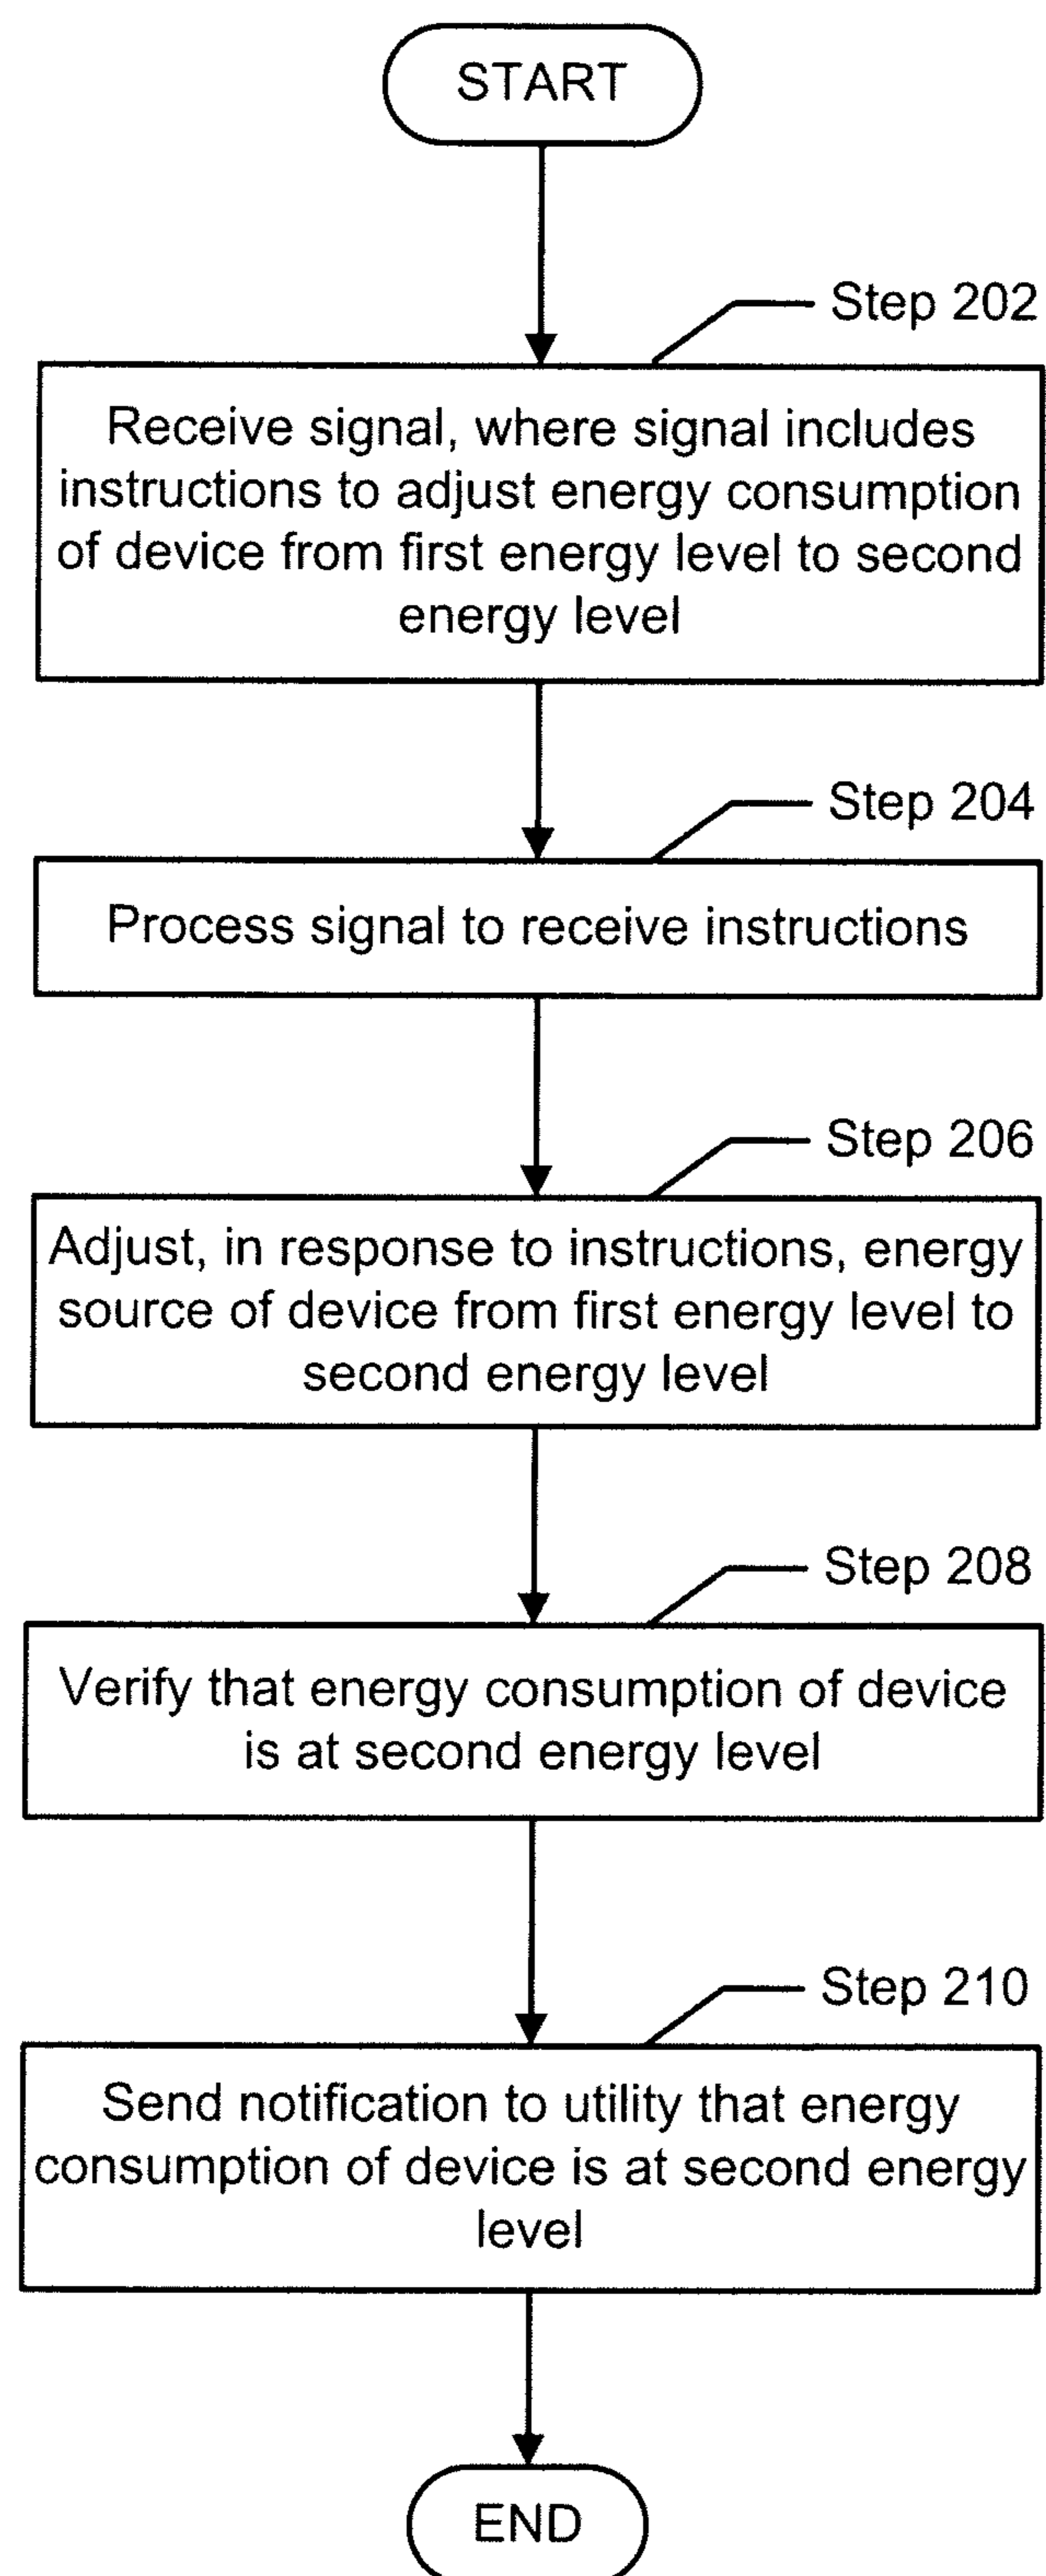 START
Step 202
Receive signal, where signal includes
instructions to adjust energy consumption
of device from first energy level to second
energy level
Step 204
Process signal to receive instructions
Step 206
Adjust, in response to instructions, energy
source of device from first energy level to
second energy level
Step 208
Verify that energy consumption of device
is at second energy level
Step 210
Send notification to utility that energy
consumption of device is at second energy
level
END